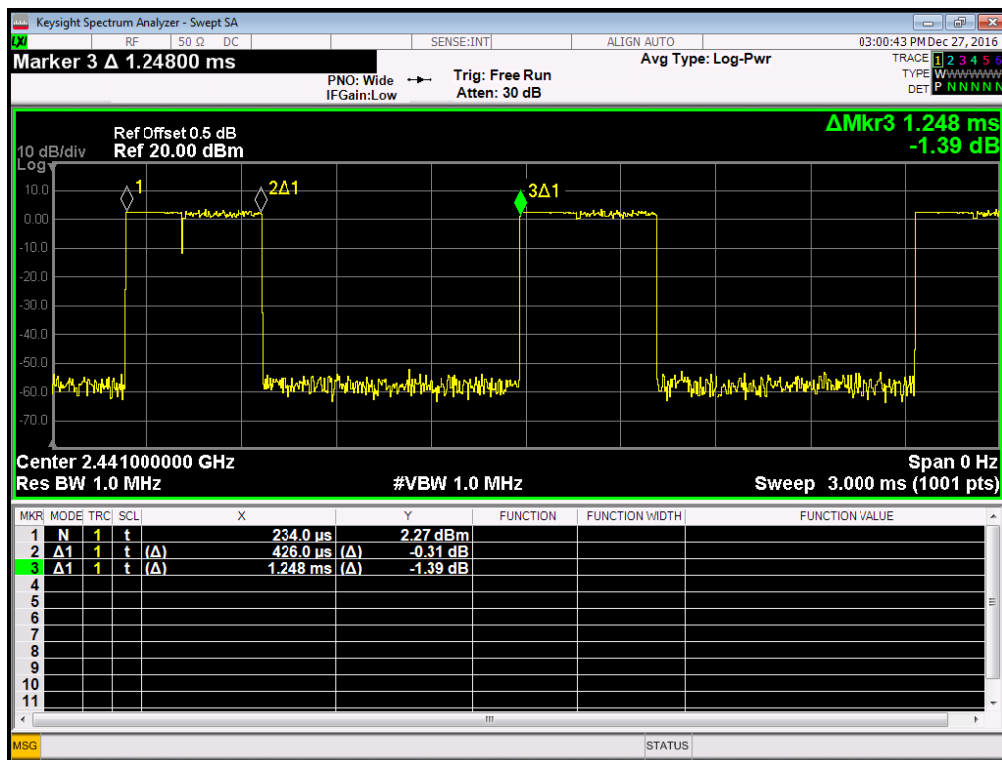 Keysight Spectrum Analyzer - Swept SA
LXI RF 50 Ω DC SENSE:INT ALIGN AUTO 03:00:43 PM Dec 27, 2016
Marker 3 Δ 1.24800 ms
PNO: Wide
IFGain:Low
Trig: Free Run
Atten: 30 dB
Avg Type: Log-Pwr
TRACE 1 2 3 4 5 6
TYPE WWWWWW
DET P N N N N N
ΔMkr3 1.248 ms
-1.39 dB
10 dB/div
Log
Ref Offset 0.5 dB
Ref 20.00 dBm
1
2Δ1
3Δ1
10.0
0.00
-10.0
-20.0
-30.0
-40.0
-50.0
-60.0
-70.0
Center 2.441000000 GHz Span 0 Hz
Res BW 1.0 MHz #VBW 1.0 MHz Sweep 3.000 ms (1001 pts)
MKR MODE TRC SCL X Y FUNCTION FUNCTION WIDTH FUNCTION VALUE
1 N 1 t 234.0 µs 2.27 dBm
2 Δ1 1 t (Δ) 426.0 µs (Δ) -0.31 dB
3 Δ1 1 t (Δ) 1.248 ms (Δ) -1.39 dB
4
5
6
7
8
9
10
11
MSG STATUS